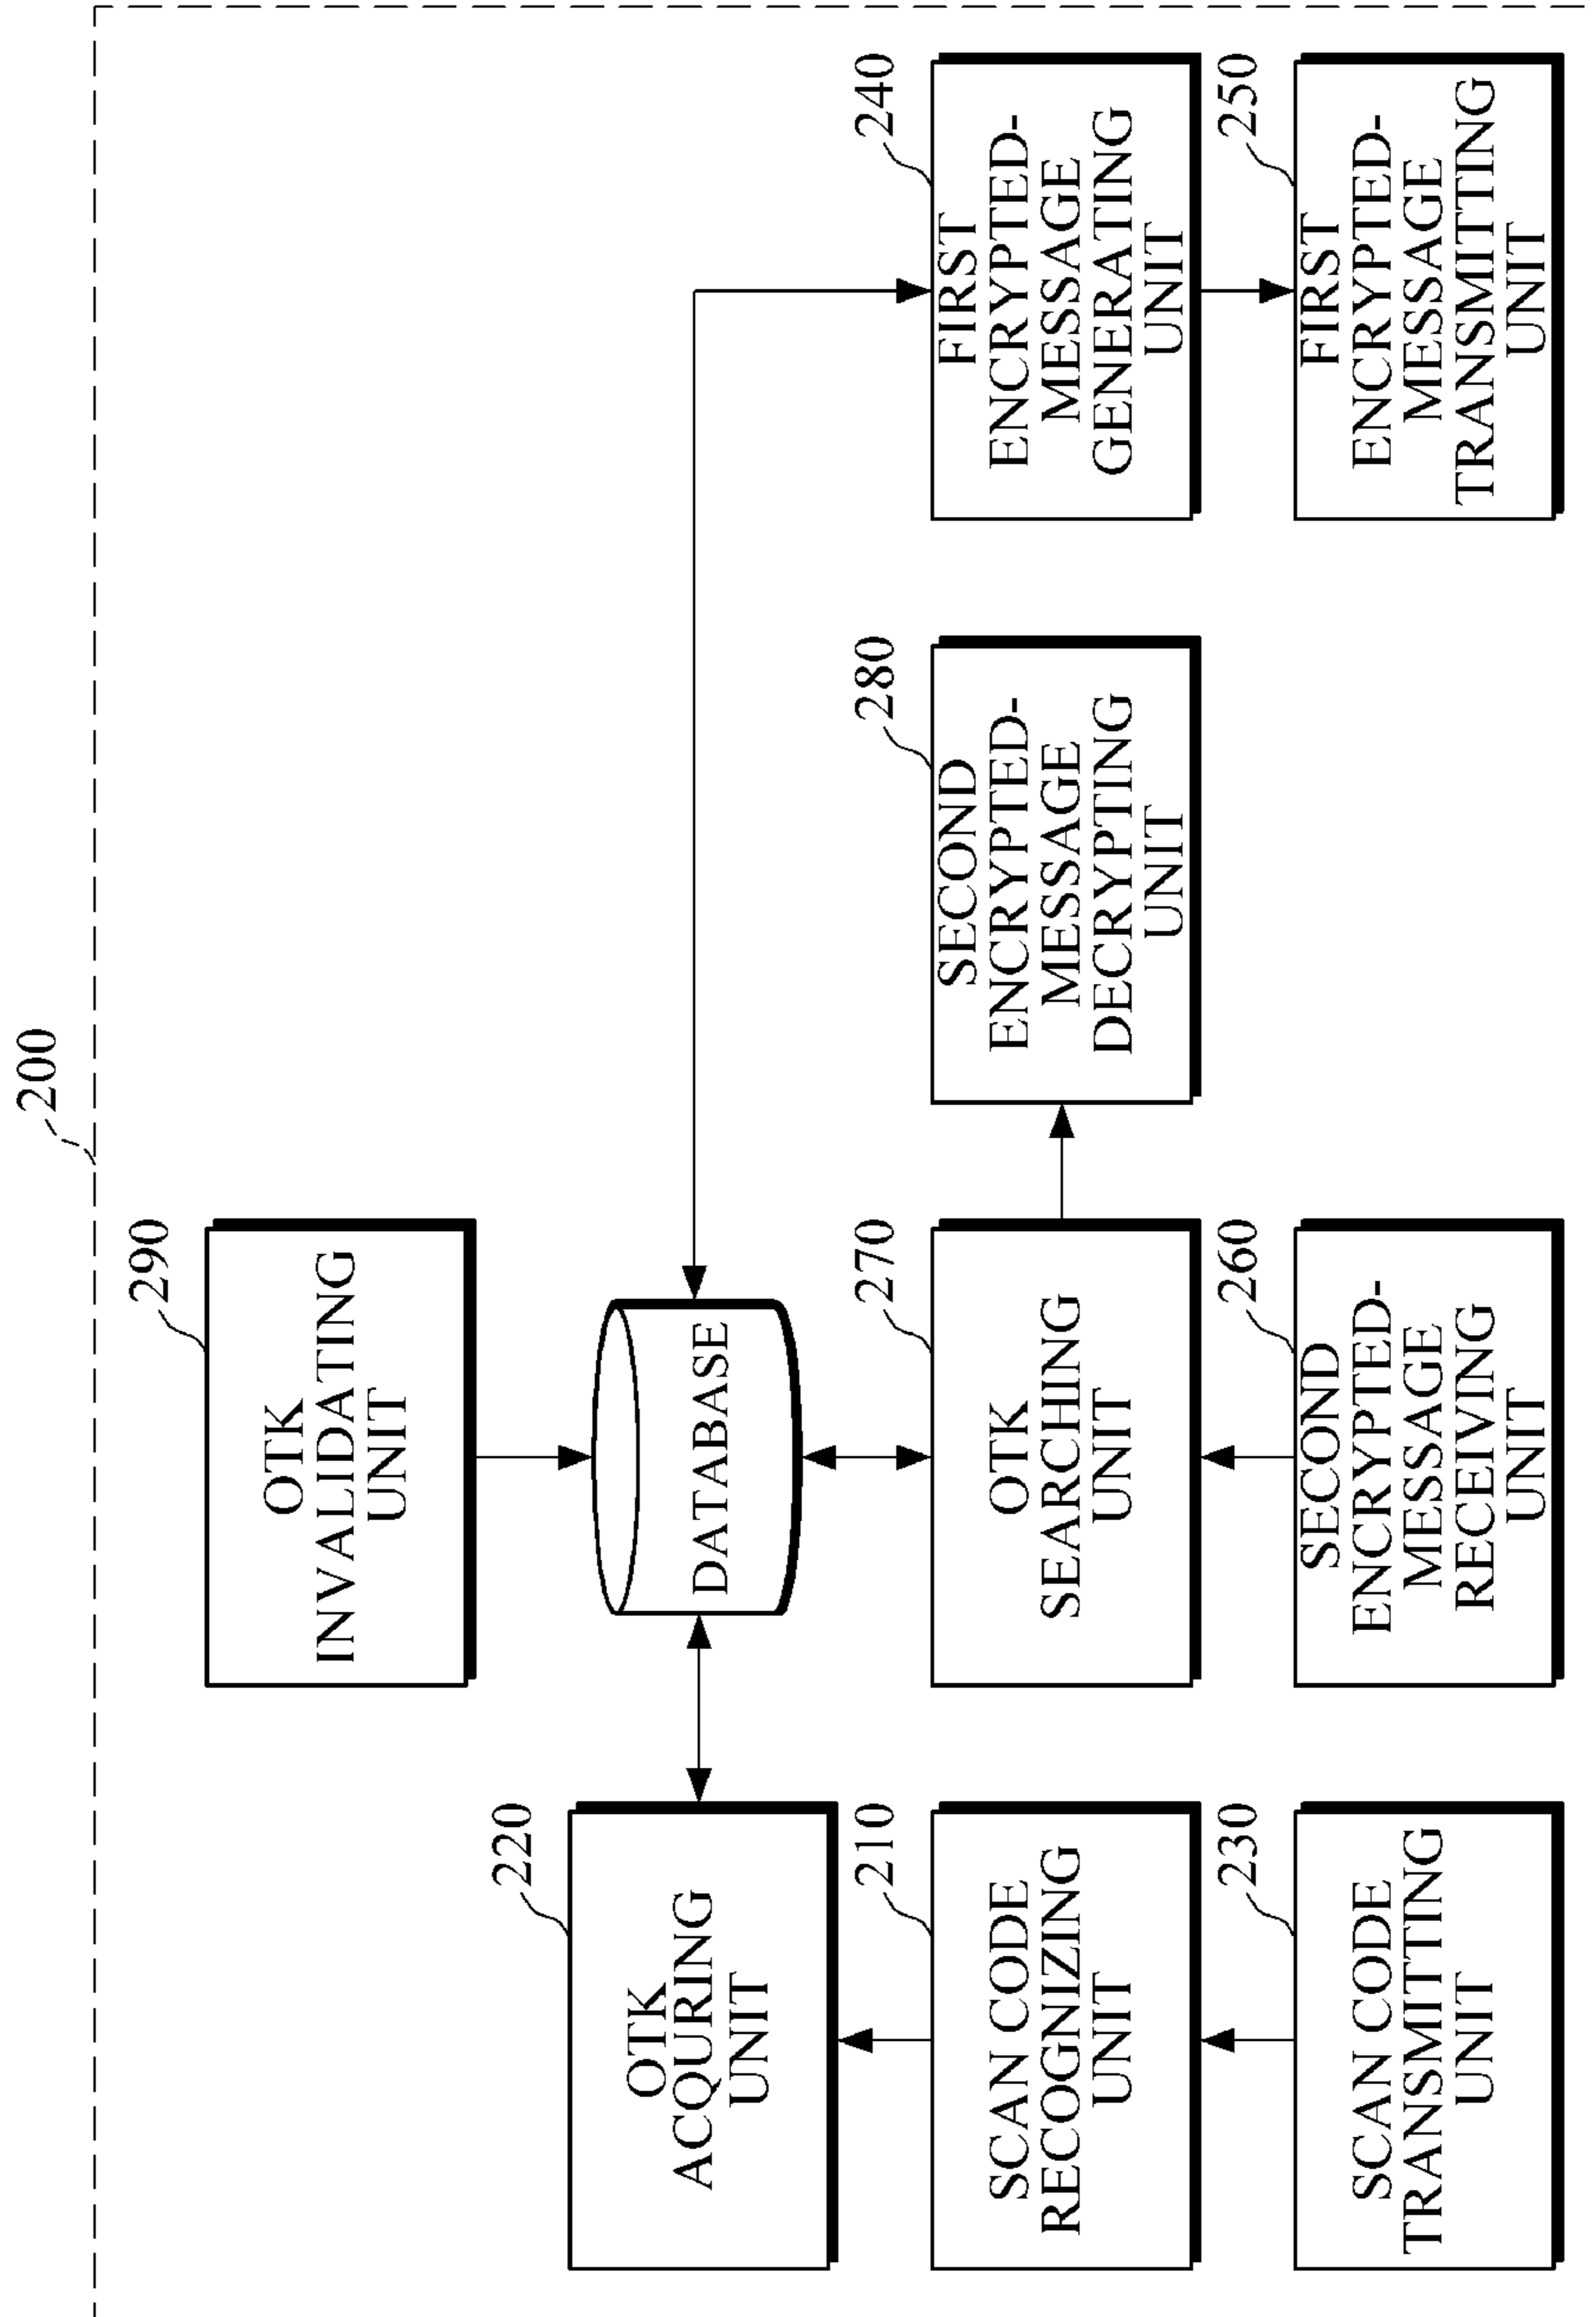 200
290
OTK
INVALIDATING
UNIT
DATABASE
220
OTK
ACQURING
UNIT
210
SCAN CODE
RECOGNIZING
UNIT
230
SCAN CODE
TRANSMITTING
UNIT
270
OTK
SEARCHING
UNIT
260
SECOND
ENCRYPTED-
MESSAGE
RECEIVING
UNIT
280
SECOND
ENCRYPTED-
MESSAGE
DECRYPTING
UNIT
240
FIRST
ENCRYPTED-
MESSAGE
GENERATING
UNIT
250
FIRST
ENCRYPTED-
MESSAGE
TRANSMITTING
UNIT